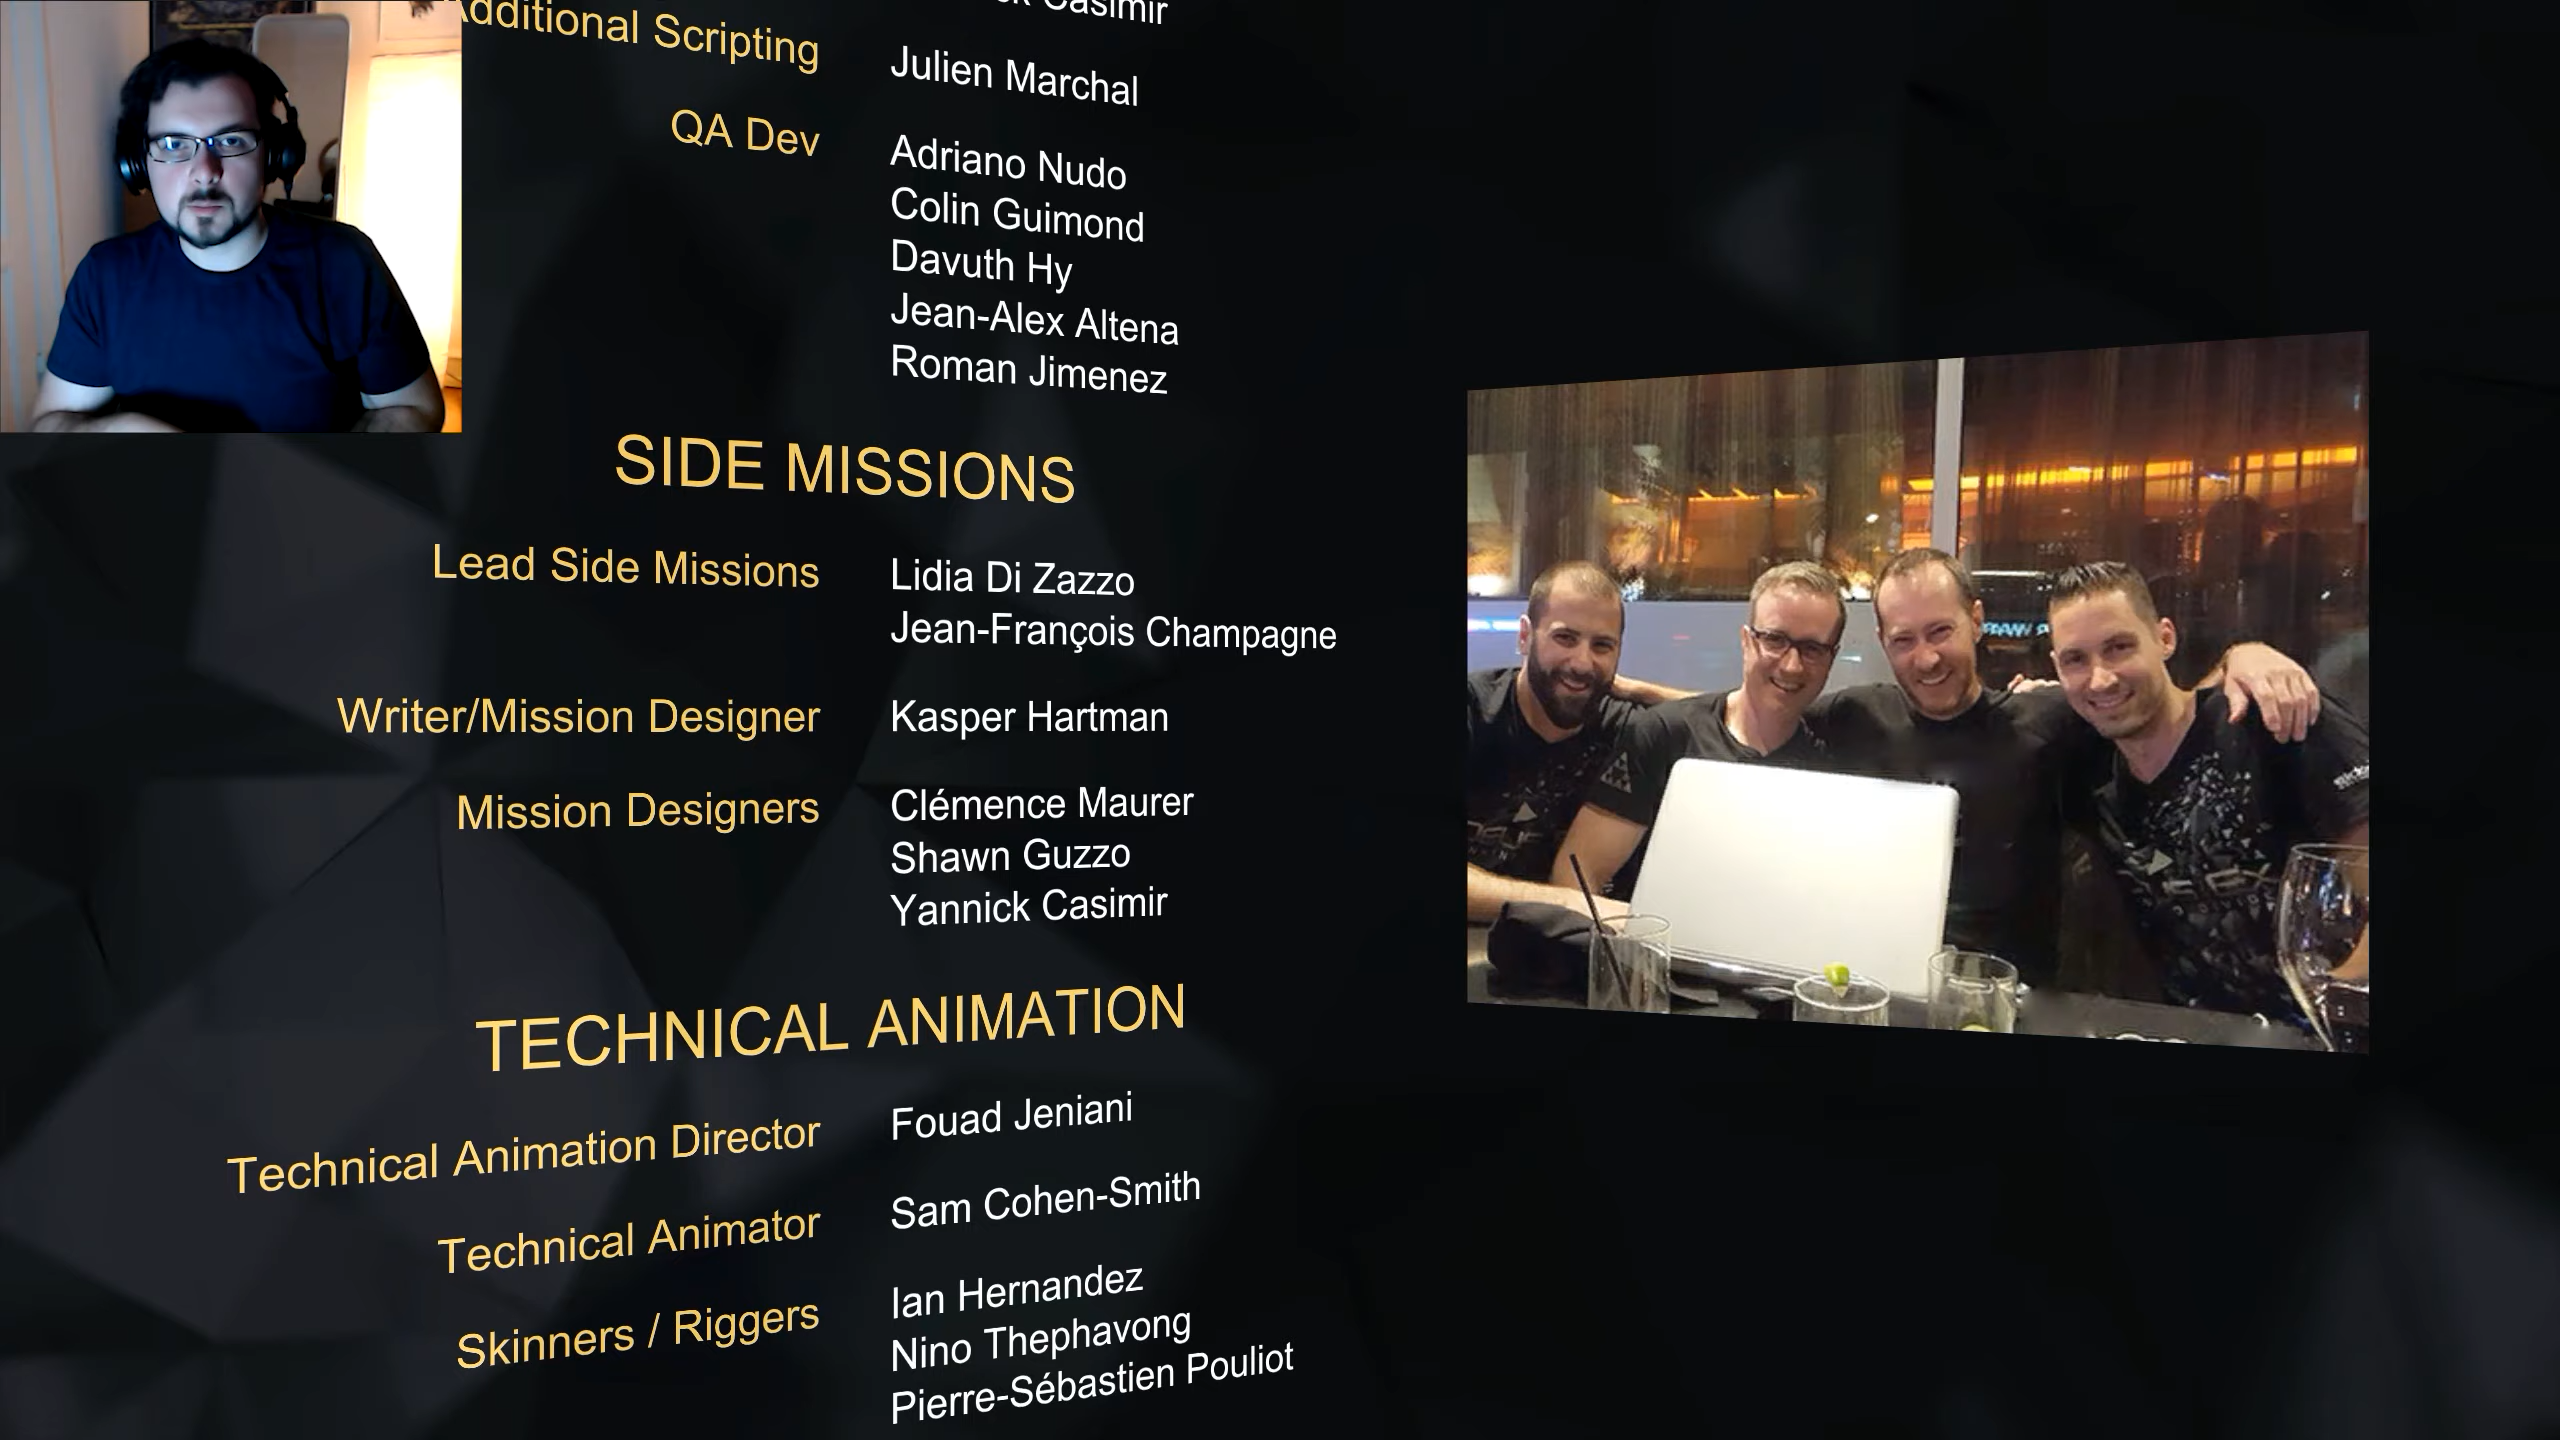 Additional Scripting
Casimir
Julien Marchal
QA Dev
Adriano Nudo
Colin Guimond
Davuth Hy
Jean-Alex Altena
Roman Jimenez
SIDE MISSIONS
Lead Side Missions
Lidia Di Zazzo
Jean-François Champagne
Writer/Mission Designer
Kasper Hartman
Mission Designers
Clémence Maurer
Shawn Guzzo
Yannick Casimir
TECHNICAL ANIMATION
Technical Animation Director
Fouad Jeniani
Technical Animator
Sam Cohen-Smith
Skinners / Riggers
Ian Hernandez
Nino Thephavong
Pierre-Sébastien Pouliot